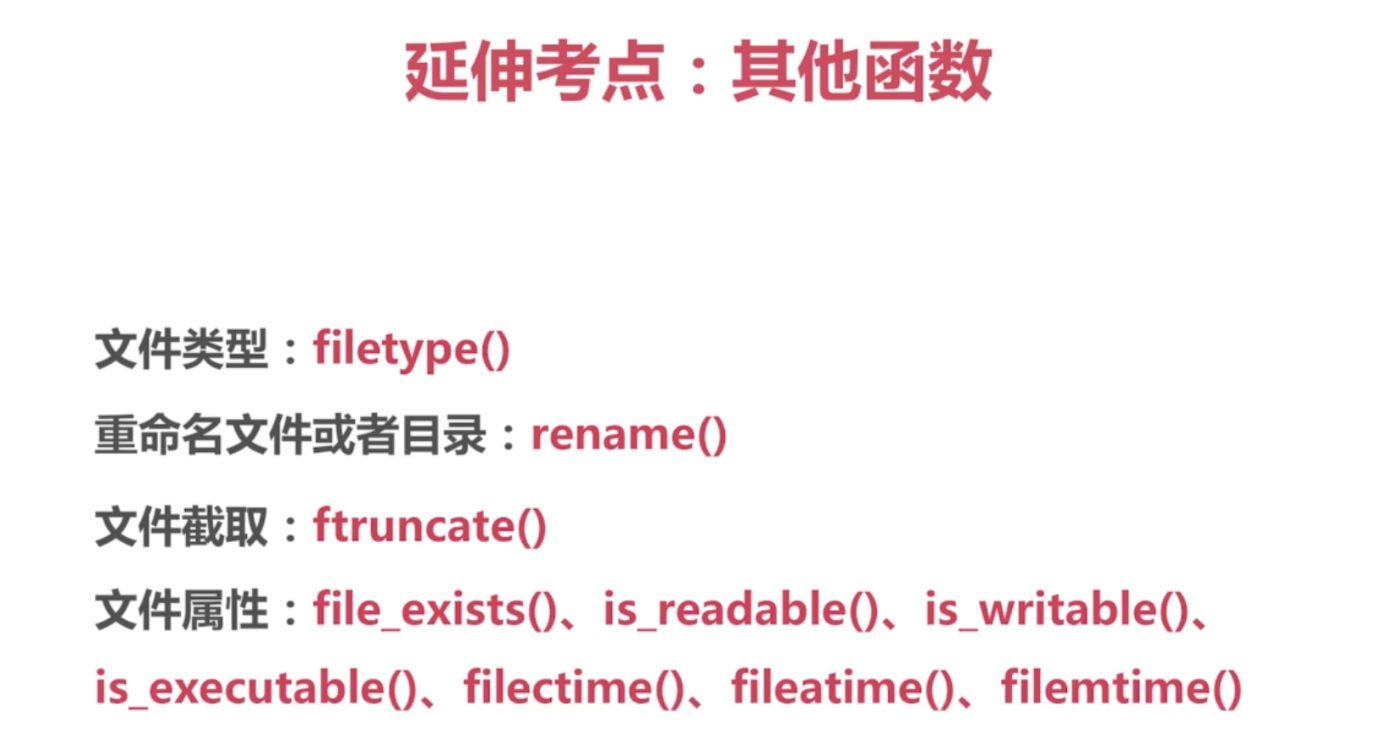 延伸考点：其他函数
文件类型：filetype()
重命名文件或者目录：rename()
文件截取：ftruncate()
文件属性：file_exists()、is_readable()、is_writable()、
is_executable()、filectime()、fileatime()、filemtime()